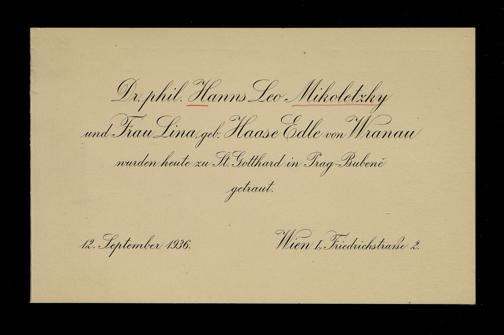 Dr. phil. Hanns Leo Mikoletzky
und Frau Lina, geb. Haase Edle von Wranau
wurden heute zu St. Gotthard in Prag-Bubenč
getraut.
12. September 1936.
Wien I. Friedrichstraße 2.